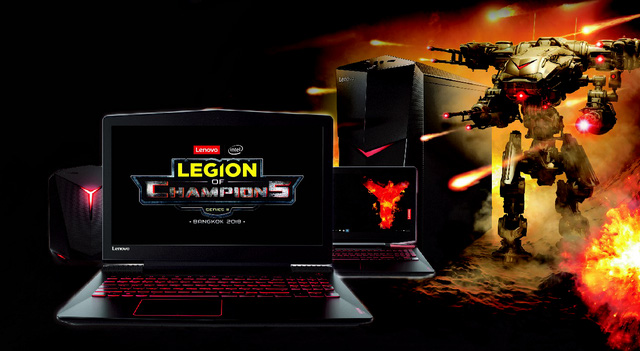 Lenovo intel
LEGION
OF
CHAMPIONS
SERIES II
• BANGKOK 2018 •
Lenovo